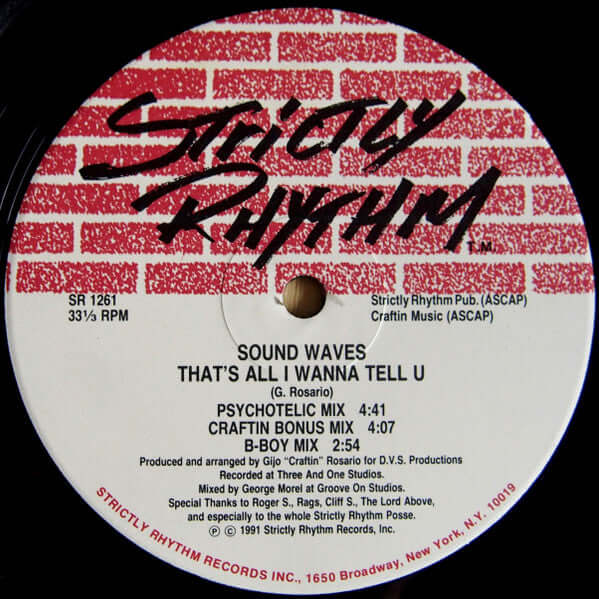 STRICTLY
RHYTHM
T.M.
SR 1261
33⅓ RPM
Strictly Rhythm Pub. (ASCAP)
Craftin Music (ASCAP)
SOUND WAVES
THAT'S ALL I WANNA TELL U
(G. Rosario)
PSYCHOTELIC MIX 4:41
CRAFTIN BONUS MIX 4:07
B-BOY MIX 2:54
Produced and arranged by Gijo "Craftin" Rosario for D.V.S. Productions
Recorded at Three And One Studios.
Mixed by George Morel at Groove On Studios.
Special Thanks to Roger S., Rags, Cliff S., The Lord Above,
and especially to the whole Strictly Rhythm Posse.
Ⓟ Ⓒ 1991 Strictly Rhythm Records, Inc.
STRICTLY RHYTHM RECORDS INC., 1650 Broadway, New York, N.Y. 10019